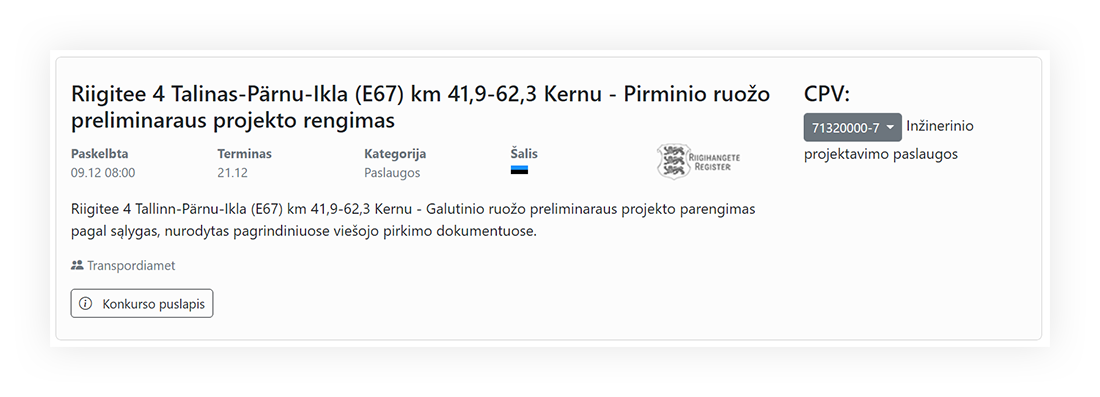 Riigitee 4 Talinas-Pärnu-Ikla (E67) km 41,9-62,3 Kernu - Pirminio ruožo
preliminaraus projekto rengimas
Paskelbta
09.12 08:00
Terminas
21.12
Kategorija
Paslaugos
Šalis
RIIGIHANGETE
REGISTER
Riigitee 4 Tallinn-Pärnu-Ikla (E67) km 41,9-62,3 Kernu - Galutinio ruožo preliminaraus projekto parengimas
pagal sąlygas, nurodytas pagrindiniuose viešojo pirkimo dokumentuose.
Transpordiamet
Konkurso puslapis
CPV:
71320000-7 Inžinerinio
projektavimo paslaugos